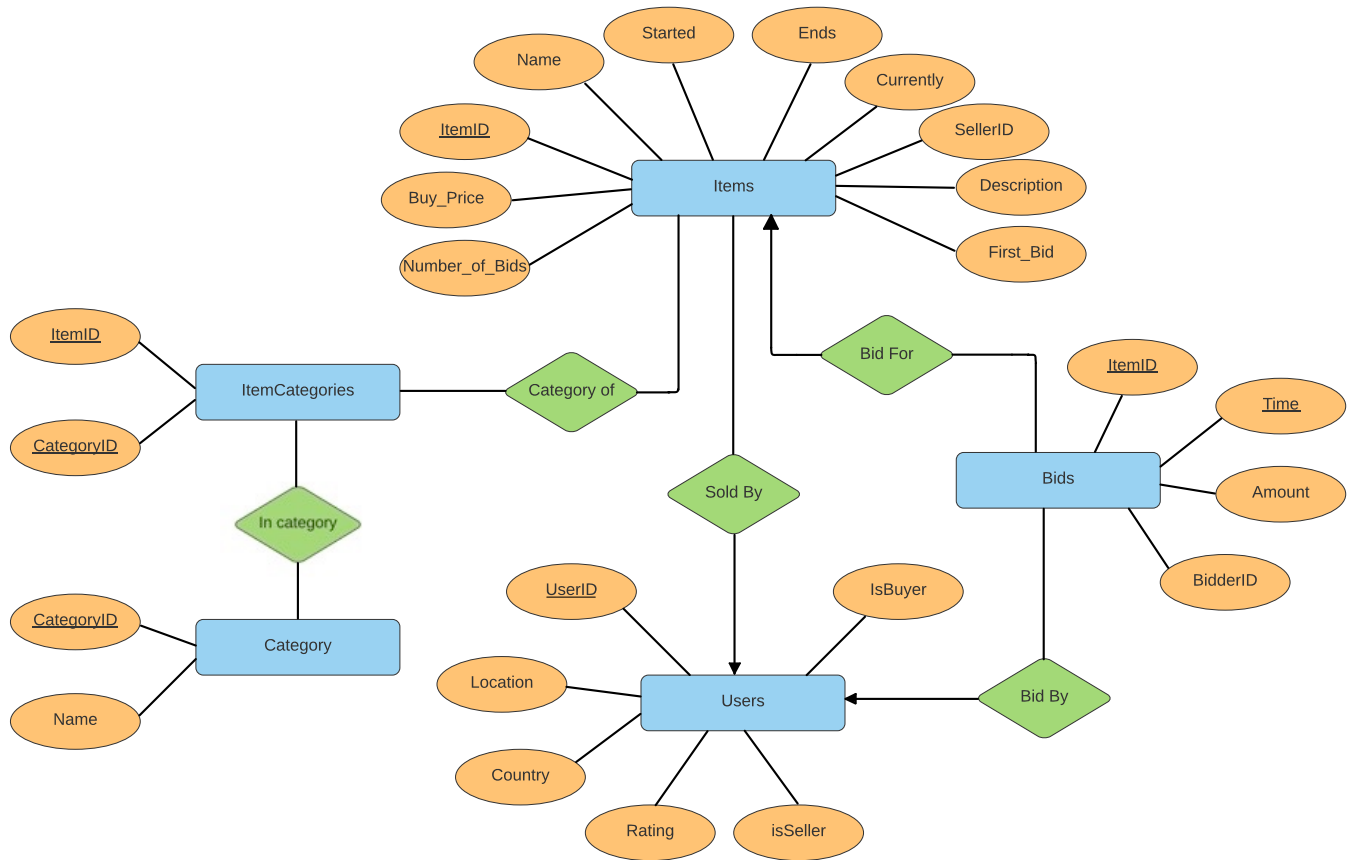 Started
Ends
Name
Currently
ItemID
SellerID
Items
Description
Buy_Price
First_Bid
Number_of_Bids
ItemID
Bid For
ItemID
ItemCategories
Category of
Time
CategoryID
Bids
Sold By
Amount
In category
BidderID
UserID
IsBuyer
CategoryID
Category
Location
Users
Bid By
Name
Country
Rating
isSeller